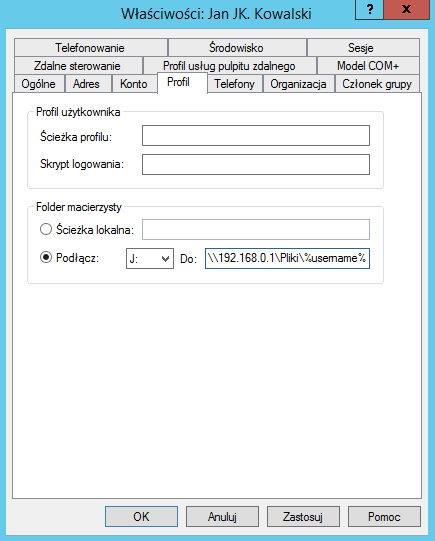 Właściwości: Jan JK. Kowalski
? x
Telefonowanie Środowisko Sesje
Zdalne sterowanie Profil usług pulpitu zdalnego Model COM+
Ogólne Adres Konto Profil Telefony Organizacja Członek grupy
Profil użytkownika
Ścieżka profilu:
Skrypt logowania:
Folder macierzysty
Ścieżka lokalna:
Podłącz: J: Do: \\192.168.0.1\Pliki\%username%
OK Anuluj Zastosuj Pomoc